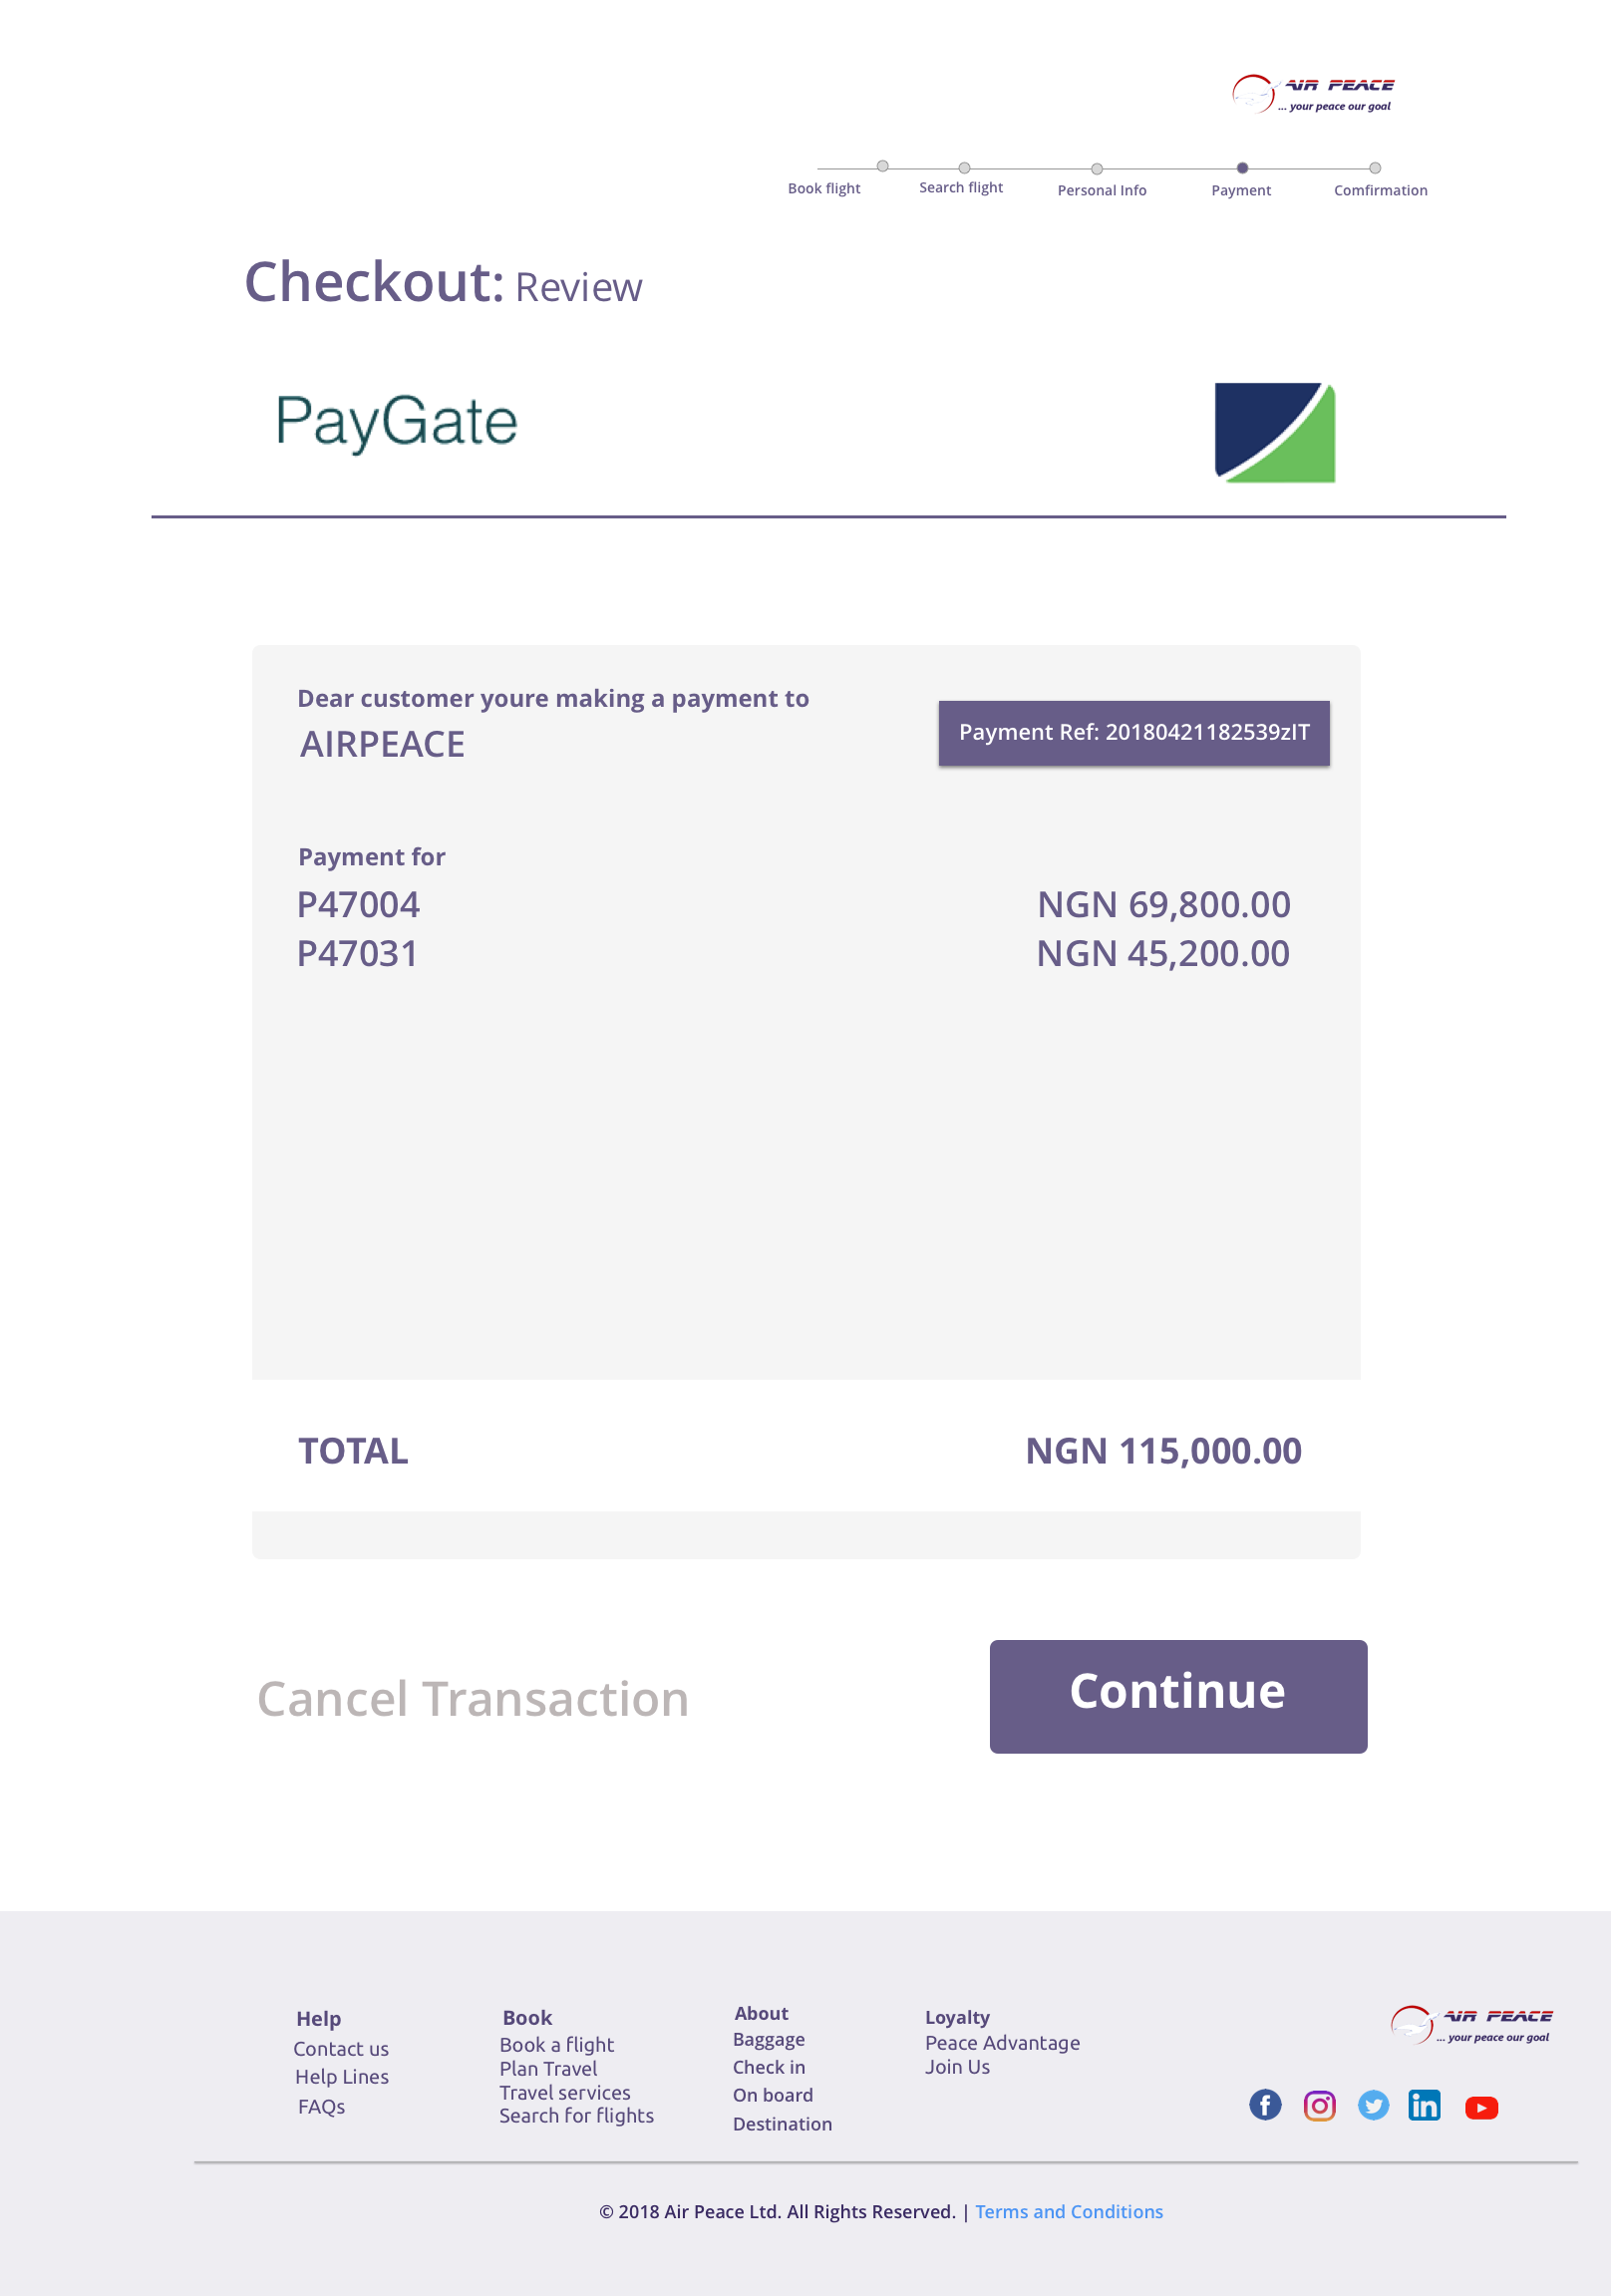 AIR PEACE
... your peace our goal
Book flight
Search flight
Personal Info
Payment
Comfirmation
Checkout: Review
PayGate
Dear customer youre making a payment to
AIRPEACE
Payment Ref: 20180421182539zIT
Payment for
P47004 NGN 69,800.00
P47031 NGN 45,200.00
TOTAL NGN 115,000.00
Cancel Transaction
Continue
Help
Contact us
Help Lines
FAQs
Book
Book a flight
Plan Travel
Travel services
Search for flights
About
Baggage
Check in
On board
Destination
Loyalty
Peace Advantage
Join Us
AIR PEACE
... your peace our goal
© 2018 Air Peace Ltd. All Rights Reserved. | Terms and Conditions